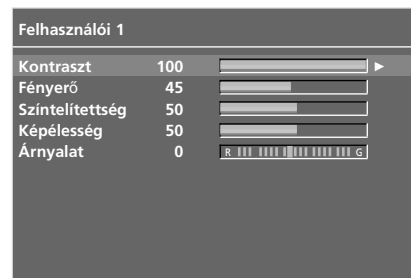 Felhasználói 1
Kontraszt 100
Fényerő 45
Színtelítettség 50
Képélesség 50
Árnyalat 0 R G